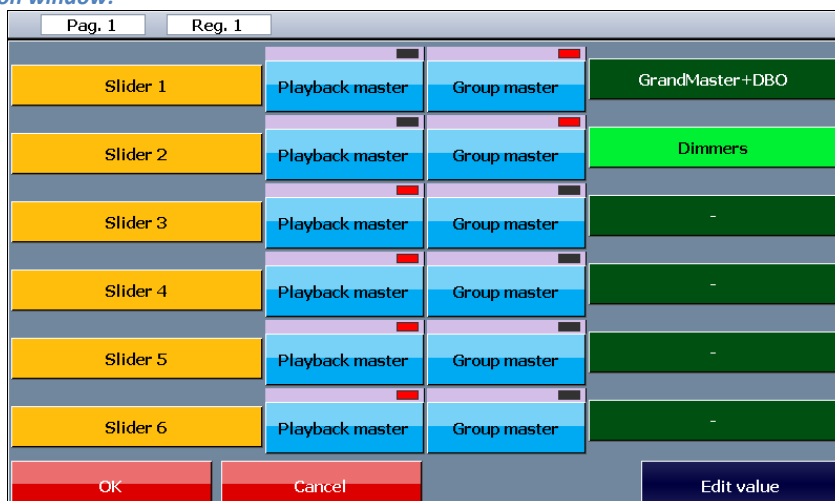 on window:
Pag. 1 Reg. 1
Slider 1 Playback master Group master GrandMaster+DBO
Slider 2 Playback master Group master Dimmers
Slider 3 Playback master Group master -
Slider 4 Playback master Group master -
Slider 5 Playback master Group master -
Slider 6 Playback master Group master -
OK Cancel Edit value